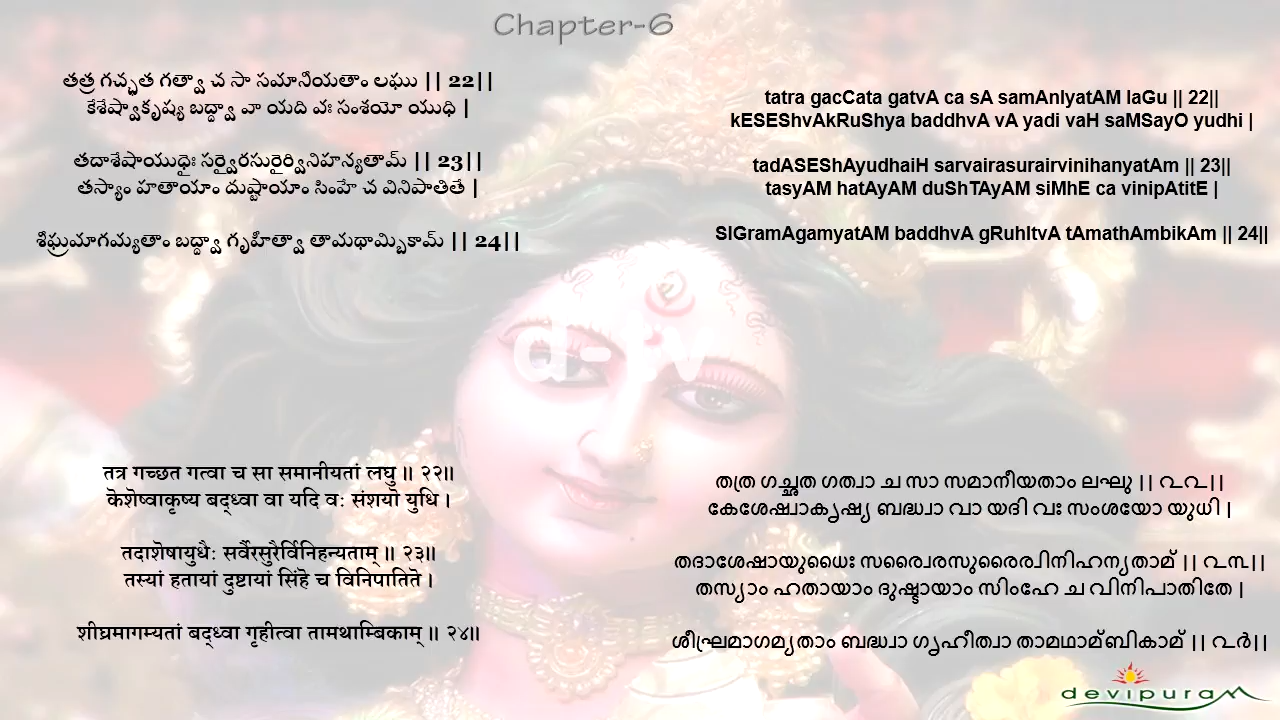 Chapter-6
తత్ర గచ్ఛత గత్వా చ సా సమానీయతాం లఘు || 22||
కేశేష్వాకృష్య బద్ధ్వా వా యది వః సంశయో యుధి |
తదాశేషాయుధైః సర్వైరసురైర్వినిహన్యతామ్ || 23||
తస్యాం హతాయాం దుష్టాయాం సింహే చ వినిపాతితే |
శీఘ్రమాగమ్యతాం బద్ధ్వా గృహీత్వా తామథామ్బికామ్ || 24||
tatra gacCata gatvA ca sA samAnIyatAM laGu || 22||
kESEShvAkRuShya baddhvA vA yadi vaH saMSayO yudhi |
tadASEShAyudhaiH sarvairasurairvinihanyatAm || 23||
tasyAM hatAyAM duShTAyAM siMhE ca vinipAtitE |
SIGramAgamyatAM baddhvA gRuhItvA tAmathAmbikAm || 24||
d-tv
तत्र गच्छत गत्वा च सा समानीयतां लघु ॥ २२॥
कॆशॆष्वाकृष्य बद्ध्वा वा यदि वः संशयॊ युधि ।
तदाशॆषायुधैः सर्वैरसुरैर्विनिहन्यताम् ॥ २३॥
तस्यां हतायां दुष्टायां सिंहॆ च विनिपातितॆ ।
शीघ्रमागम्यतां बद्ध्वा गृहीत्वा तामथाम्बिकाम् ॥ २४॥
തത്ര ഗച്ഛത ഗത്വാ ച സാ സമാനീയതാം ലഘു || ൨൨||
കേശേഷ്വാകൃഷ്യ ബദ്ധ്വാ വാ യദി വഃ സംശയോ യുധി |
തദാശേഷായുധൈഃ സര്വൈരസുരൈര്വിനിഹന്യതാമ് || ൨൩||
തസ്യാം ഹതായാം ദുഷ്ടായാം സിംഹേ ച വിനിപാതിതേ |
ശീഘ്രമാഗമ്യതാം ബദ്ധ്വാ ഗൃഹീത്വാ താമഥാമ്ബികാമ് || ൨൪||
devipuram